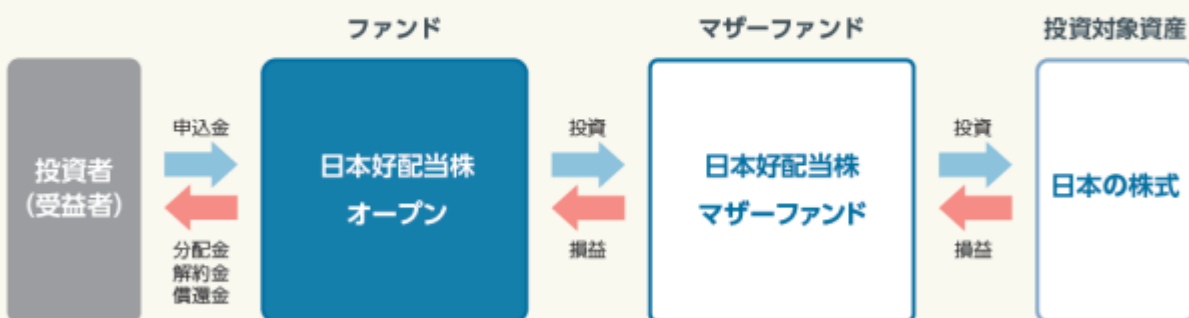 ファンド
マザーファンド
投資対象資産
投資者
(受益者)
申込金
分配金
解約金
償還金
日本好配当株
オープン
投資
損益
日本好配当株
マザーファンド
投資
損益
日本の株式